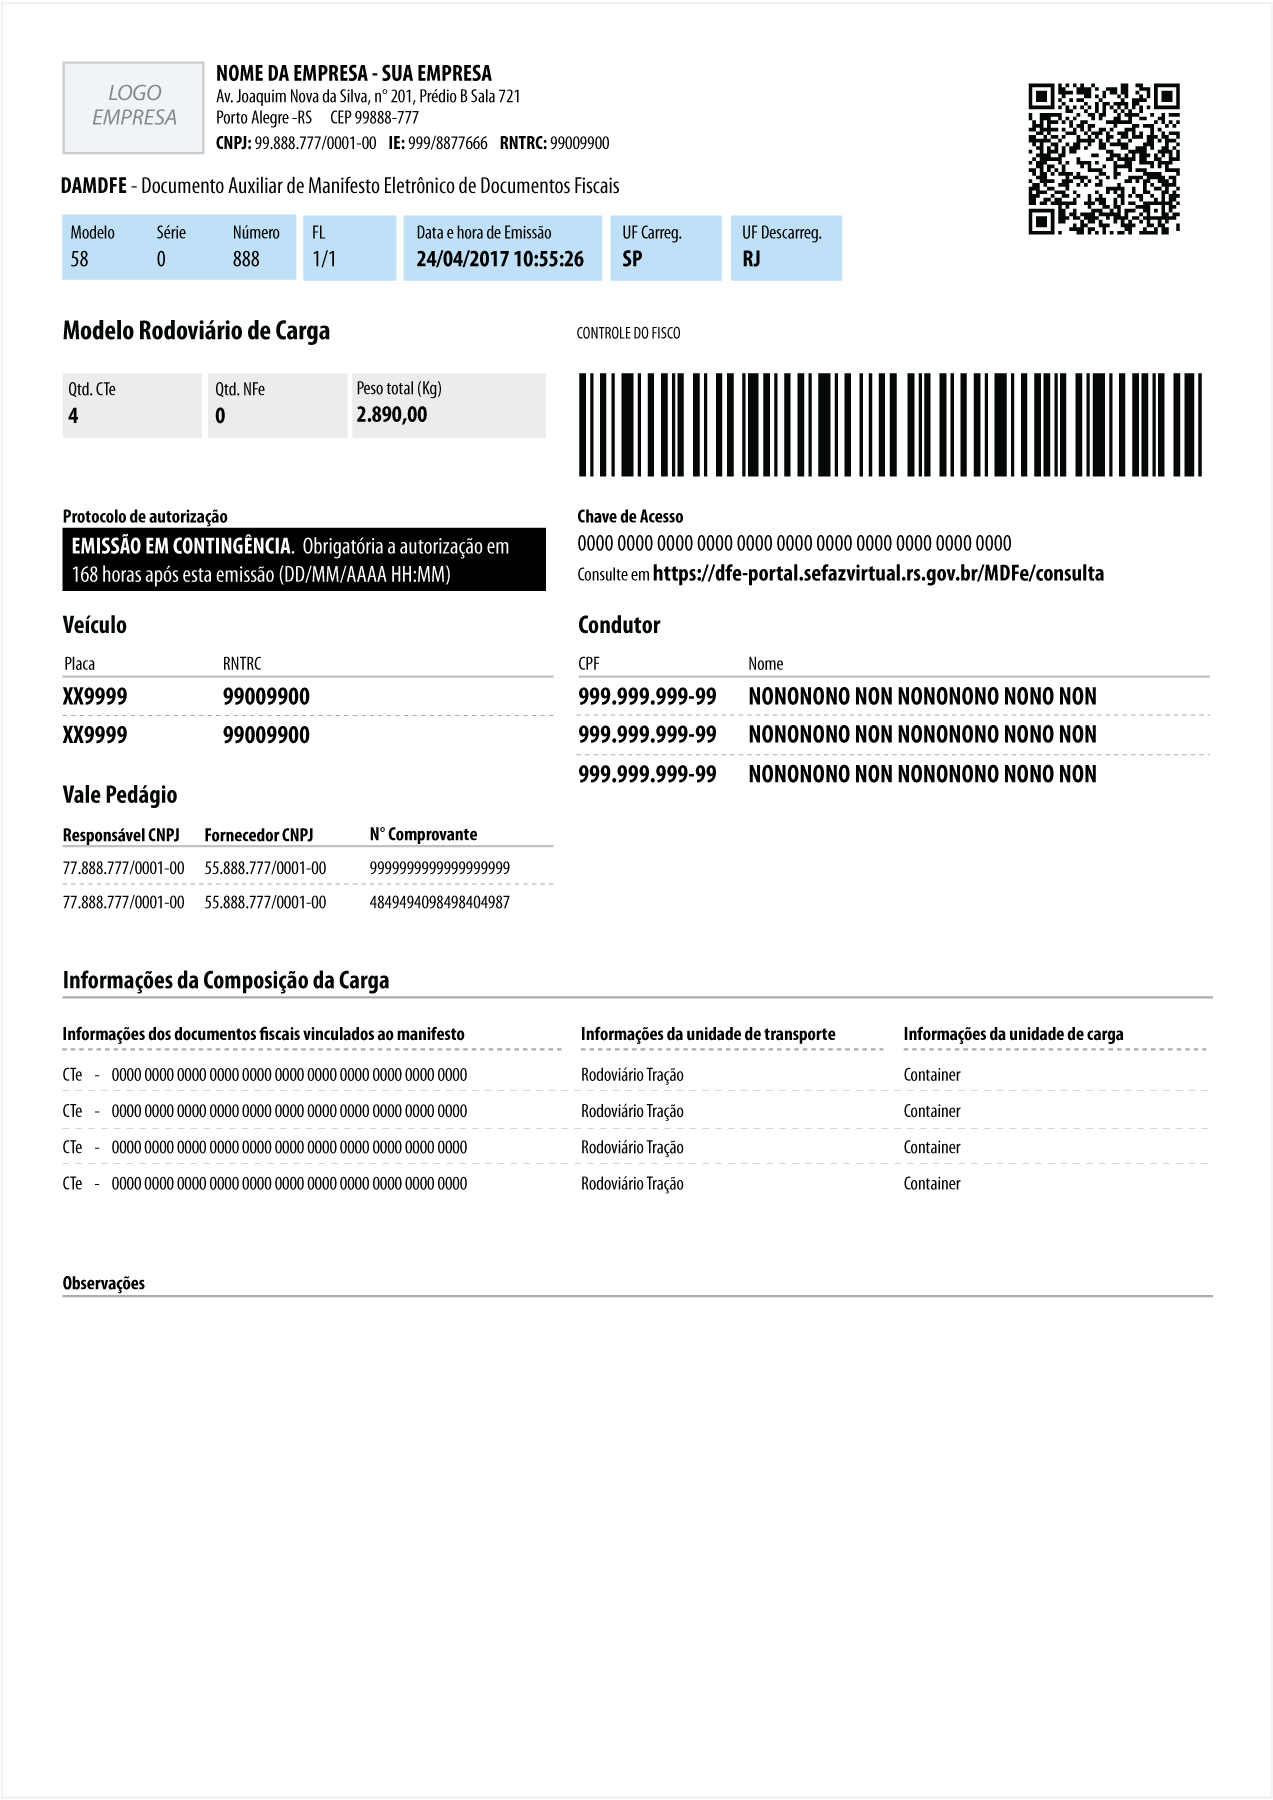 LOGO
EMPRESA
NOME DA EMPRESA - SUA EMPRESA
Av. Joaquim Nova da Silva, n° 201, Prédio B Sala 721
Porto Alegre -RS CEP 99888-777
CNPJ: 99.888.777/0001-00 IE: 999/8877666 RNTRC: 99009900
DAMDFE - Documento Auxiliar de Manifesto Eletrônico de Documentos Fiscais
Modelo Série Número FL Data e hora de Emissão UF Carreg. UF Descarreg.
58 0 888 1/1 24/04/2017 10:55:26 SP RJ
Modelo Rodoviário de Carga
CONTROLE DO FISCO
Qtd. CTe Qtd. NFe Peso total (Kg)
4 0 2.890,00
Protocolo de autorização
EMISSÃO EM CONTINGÊNCIA. Obrigatória a autorização em
168 horas após esta emissão (DD/MM/AAAA HH:MM)
Chave de Acesso
0000 0000 0000 0000 0000 0000 0000 0000 0000 0000 0000
Consulte em https://dfe-portal.sefazvirtual.rs.gov.br/MDFe/consulta
Veículo
Placa RNTRC
XX9999 99009900
XX9999 99009900
Condutor
CPF Nome
999.999.999-99 NONONONO NON NONONONO NONO NON
999.999.999-99 NONONONO NON NONONONO NONO NON
999.999.999-99 NONONONO NON NONONONO NONO NON
Vale Pedágio
Responsável CNPJ Fornecedor CNPJ N° Comprovante
77.888.777/0001-00 55.888.777/0001-00 9999999999999999999
77.888.777/0001-00 55.888.777/0001-00 4849494098498404987
Informações da Composição da Carga
Informações dos documentos fiscais vinculados ao manifesto Informações da unidade de transporte Informações da unidade de carga
CTe - 0000 0000 0000 0000 0000 0000 0000 0000 0000 0000 0000 Rodoviário Tração Container
CTe - 0000 0000 0000 0000 0000 0000 0000 0000 0000 0000 0000 Rodoviário Tração Container
CTe - 0000 0000 0000 0000 0000 0000 0000 0000 0000 0000 0000 Rodoviário Tração Container
CTe - 0000 0000 0000 0000 0000 0000 0000 0000 0000 0000 0000 Rodoviário Tração Container
Observações